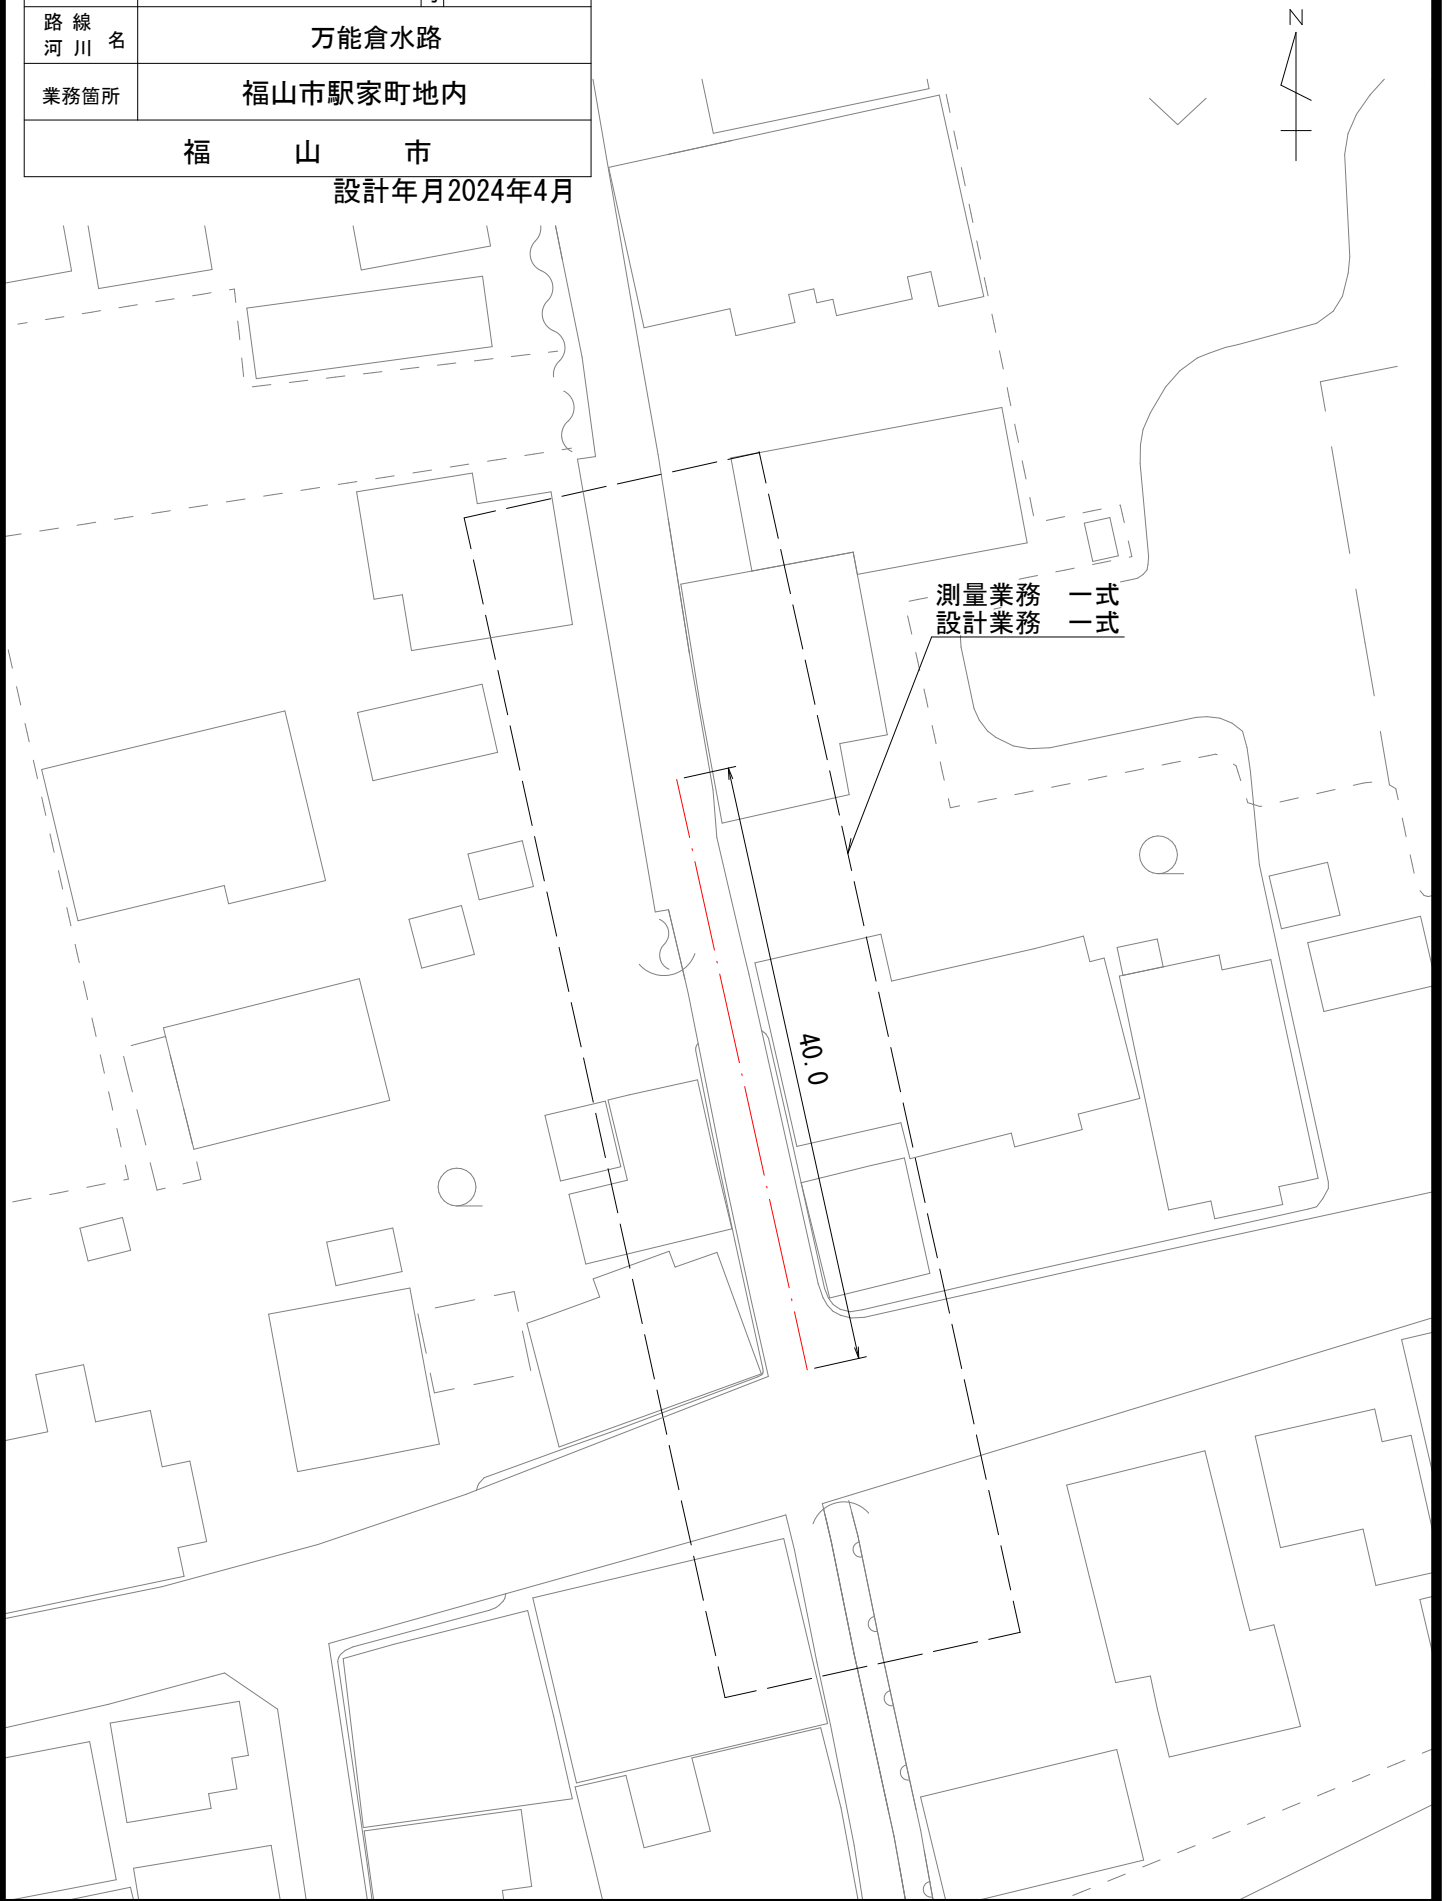 路線
河川 名 万能倉水路
業務箇所 福山市駅家町地内
福 山 市
設計年月2024年4月
N
測量業務 一式
設計業務 一式
40.0